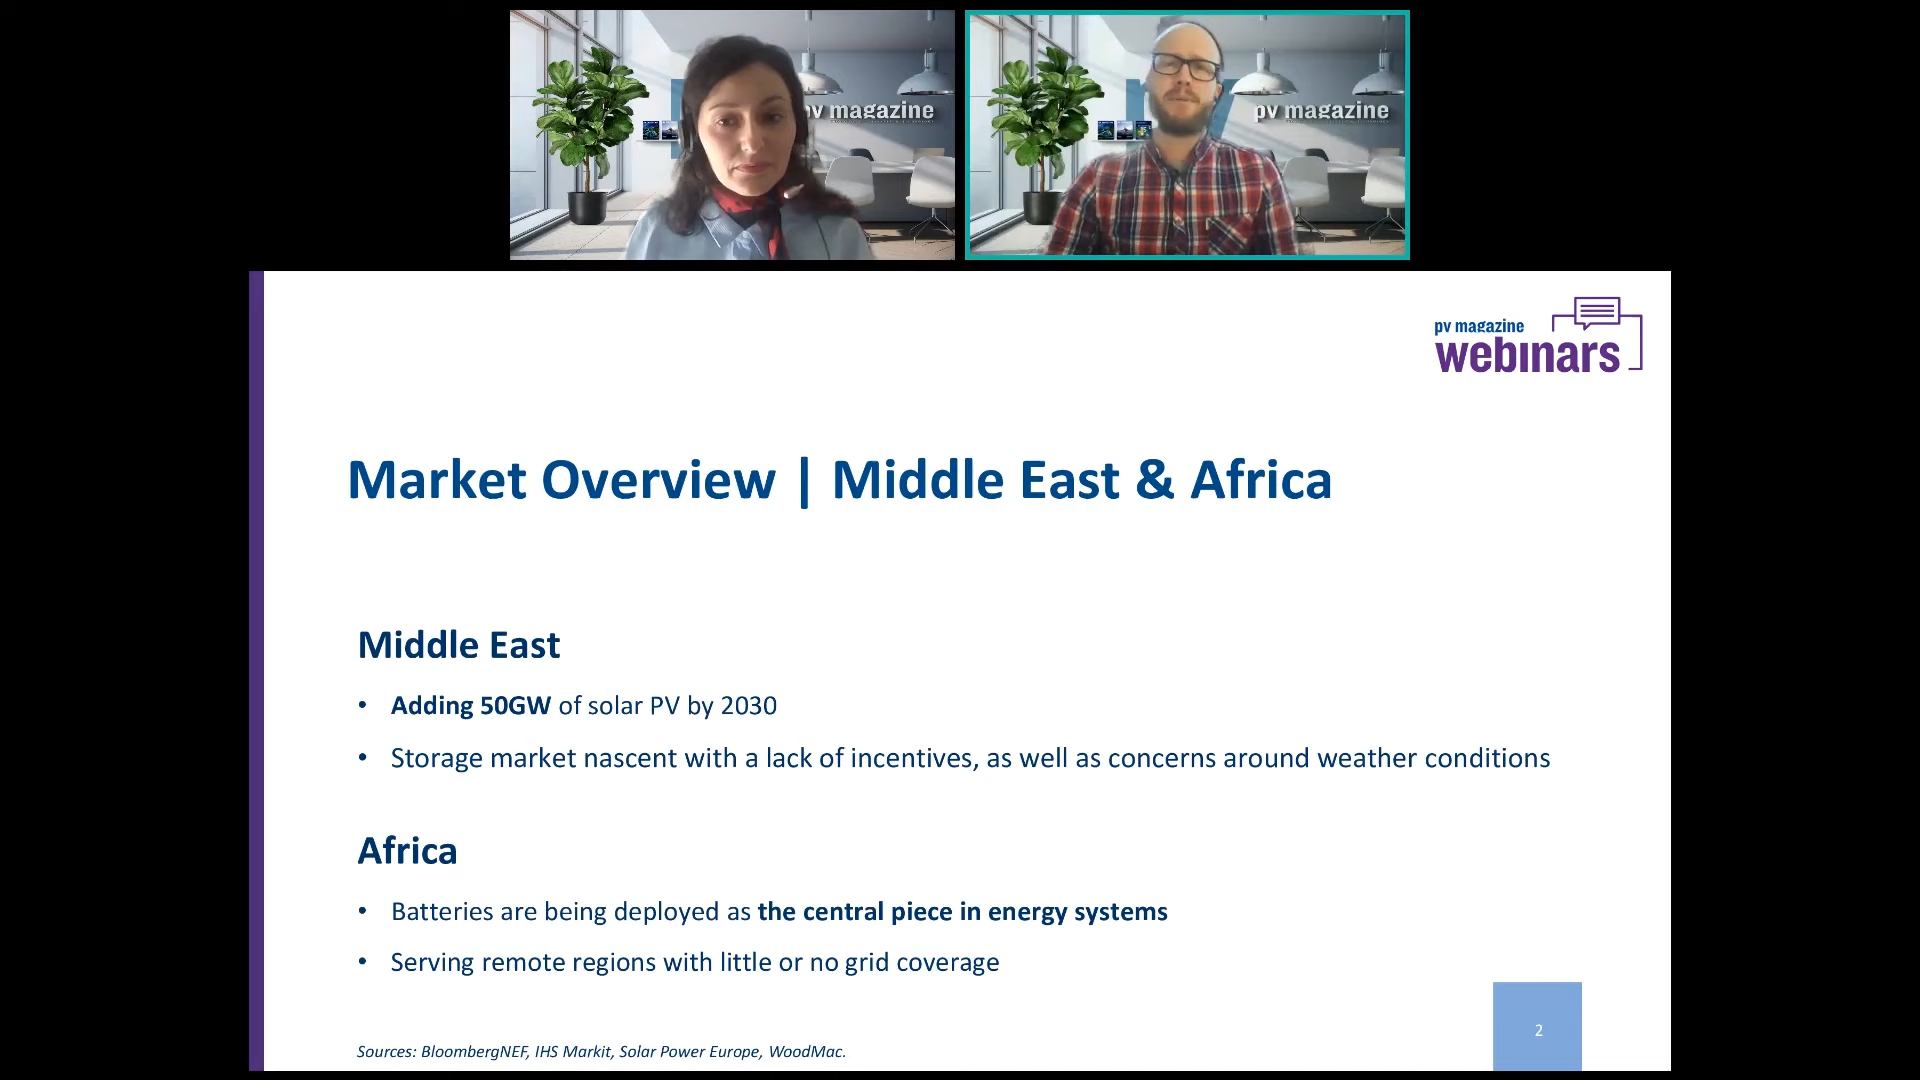 pv magazine
pv magazine
pv magazine
webinars
Market Overview | Middle East & Africa
Middle East
• Adding 50GW of solar PV by 2030
• Storage market nascent with a lack of incentives, as well as concerns around weather conditions
Africa
• Batteries are being deployed as the central piece in energy systems
• Serving remote regions with little or no grid coverage
Sources: BloombergNEF, IHS Markit, Solar Power Europe, WoodMac.
2